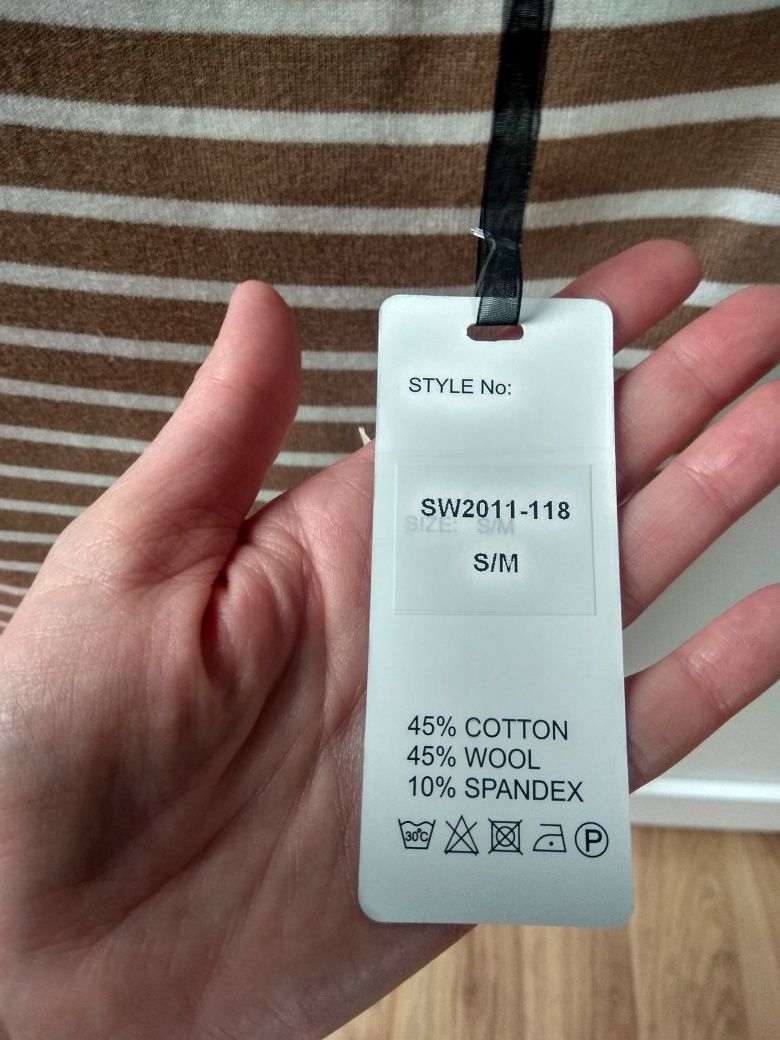 STYLE No:
SW2011-118
SIZE: S/M
S/M
45% COTTON
45% WOOL
10% SPANDEX
30°C
P